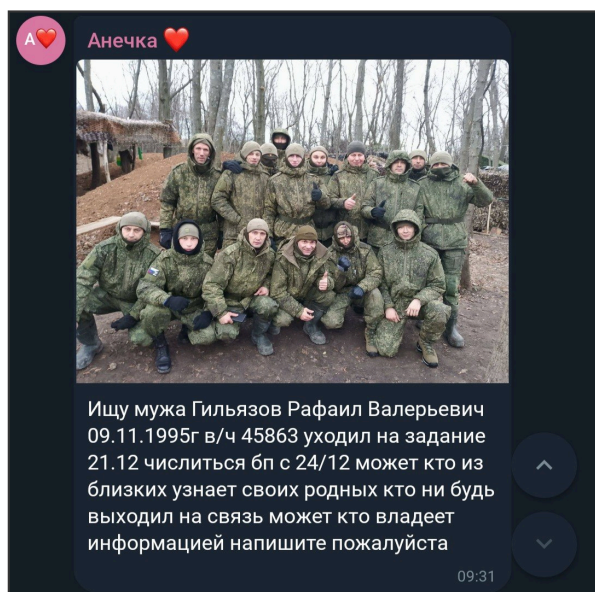 А❤️
Анечка ❤️
Ищу мужа Гильязов Рафаил Валерьевич
09.11.1995г в/ч 45863 уходил на задание
21.12 числиться бп с 24/12 может кто из
близких узнает своих родных кто ни будь
выходил на связь может кто владеет
информацией напишите пожалуйста
09:31